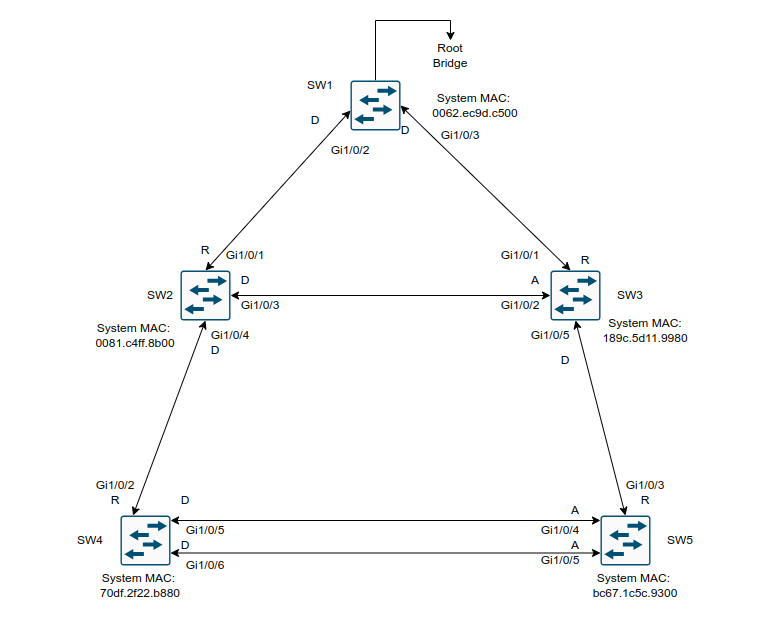 Root
Bridge
SW1
System MAC:
0062.ec9d.c500
D
D
Gi1/0/3
Gi1/0/2
R
Gi1/0/1
Gi1/0/1
R
D
A
SW2
SW3
Gi1/0/3
Gi1/0/2
System MAC:
0081.c4ff.8b00
System MAC:
189c.5d11.9980
Gi1/0/4
D
Gi1/0/5
D
Gi1/0/2
R
Gi1/0/3
R
D
A
Gi1/0/5
Gi1/0/4
SW4
SW5
D
A
Gi1/0/6
Gi1/0/5
System MAC:
70df.2f22.b880
System MAC:
bc67.1c5c.9300